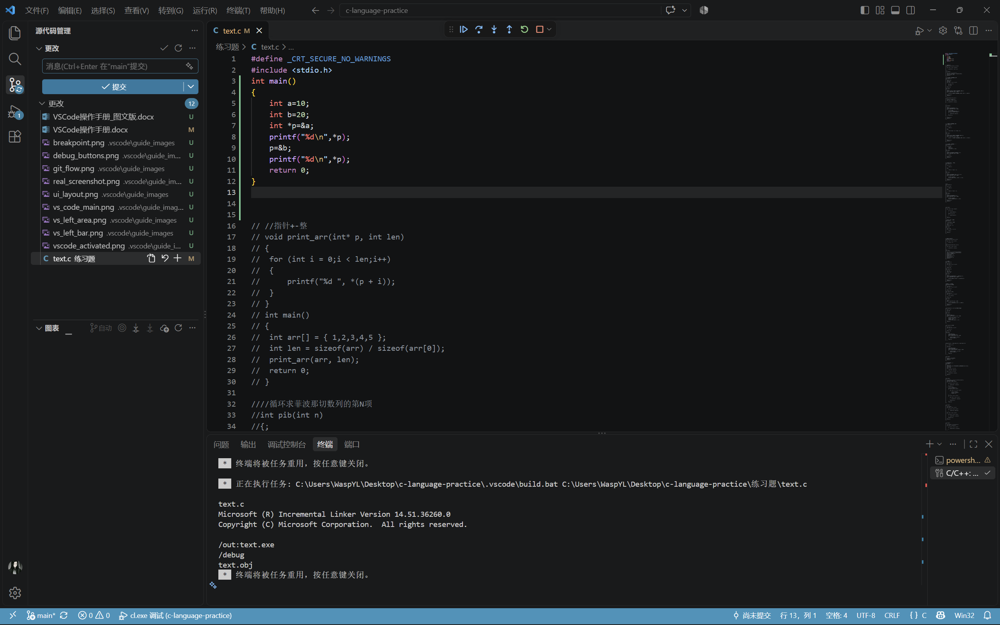 文件(F) 编辑(E) 选择(S) 查看(V) 转到(G) 运行(R) 终端(T) 帮助(H) c-language-practice
源代码管理
更改
消息(Ctrl+Enter 在"main"提交)
提交
更改 12
VSCode操作手册_图文版.docx U
VSCode操作手册.docx M
breakpoint.png .vscode\guide_images U
debug_buttons.png .vscode\guide_im... U
git_flow.png .vscode\guide_images U
real_screenshot.png .vscode\guide_im... U
ui_layout.png .vscode\guide_images U
vs_code_main.png .vscode\guide_imag... U
vs_left_area.png .vscode\guide_images U
vs_left_bar.png .vscode\guide_images U
vscode_activated.png .vscode\guide_i... U
C text.c 练习题 M
1
图表 自动
C text.c M
练习题 > C text.c > ...
1 #define _CRT_SECURE_NO_WARNINGS
2 #include <stdio.h>
3 int main()
4 {
5 int a=10;
6 int b=20;
7 int *p=&a;
8 printf("%d\n",*p);
9 p=&b;
10 printf("%d\n",*p);
11 return 0;
12 }
13
14
15
16 // //指针+-整
17 // void print_arr(int* p, int len)
18 // {
19 // for (int i = 0;i < len;i++)
20 // {
21 // printf("%d ", *(p + i));
22 // }
23 // }
24 // int main()
25 // {
26 // int arr[] = { 1,2,3,4,5 };
27 // int len = sizeof(arr) / sizeof(arr[0]);
28 // print_arr(arr, len);
29 // return 0;
30 // }
31
32 ////循环求菲波那切数列的第N项
33 //int pib(int n)
34 //{;
问题 输出 调试控制台 终端 端口
* 终端将被任务重用，按任意键关闭。
* 正在执行任务: C:\Users\WaspYL\Desktop\c-language-practice\.vscode\build.bat C:\Users\WaspYL\Desktop\c-language-practice\练习题\text.c
text.c
Microsoft (R) Incremental Linker Version 14.51.36260.0
Copyright (C) Microsoft Corporation.  All rights reserved.
/out:text.exe
/debug
text.obj
* 终端将被任务重用，按任意键关闭。
powersh...
C/C++: ...
main* 0 0 cl.exe 调试 (c-language-practice) 尚未提交 行 13，列 1 空格: 4 UTF-8 CRLF {} C Win32